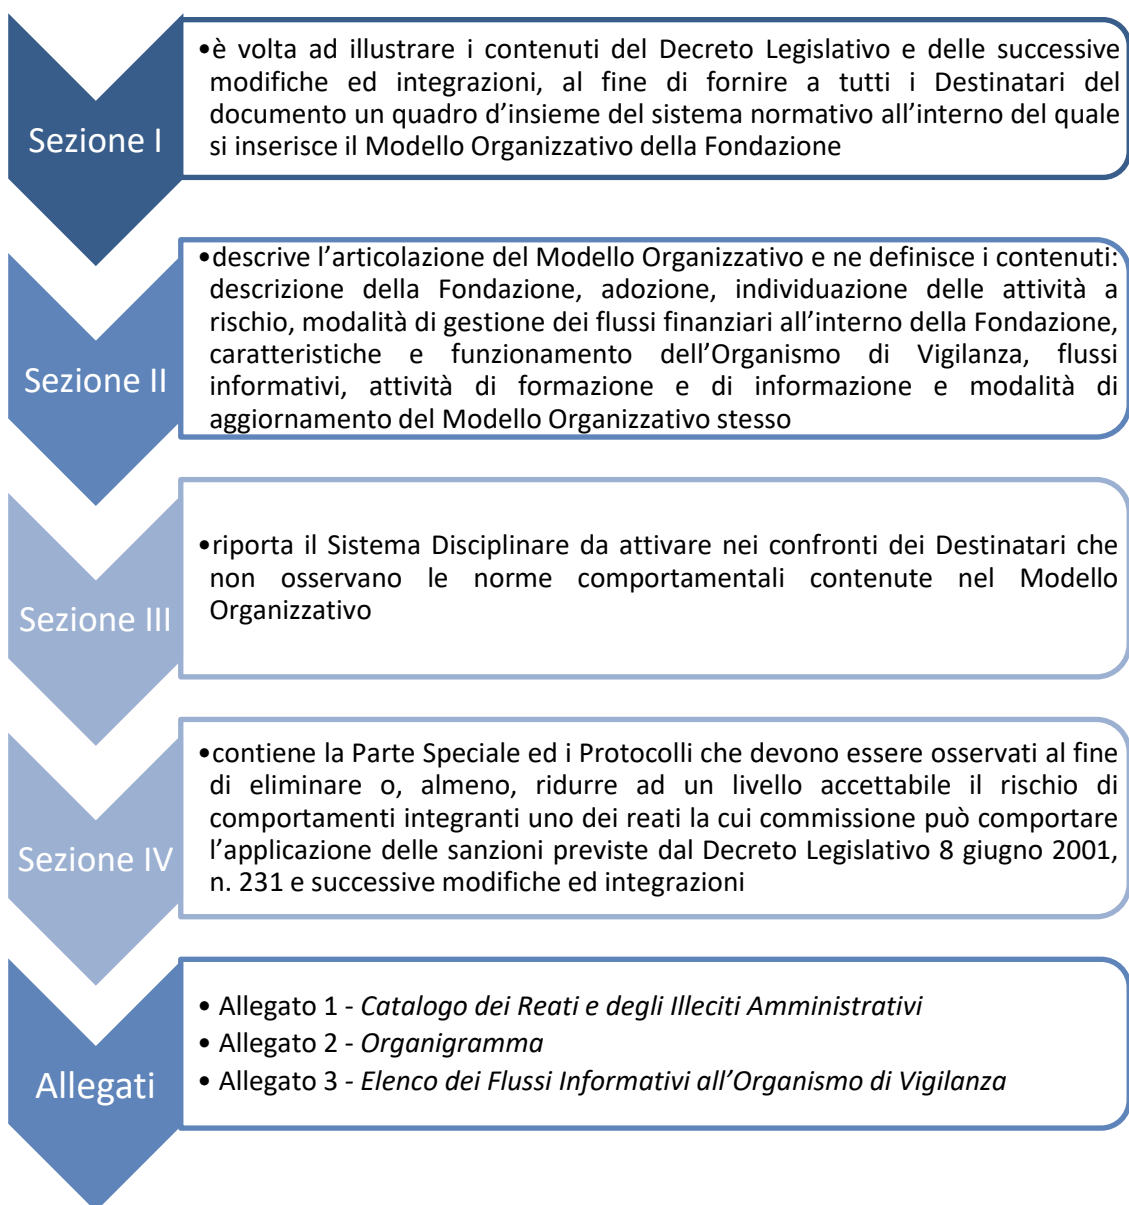 Sezione I
•è volta ad illustrare i contenuti del Decreto Legislativo e delle successive
modifiche ed integrazioni, al fine di fornire a tutti i Destinatari del
documento un quadro d’insieme del sistema normativo all’interno del quale
si inserisce il Modello Organizzativo della Fondazione
Sezione II
•descrive l’articolazione del Modello Organizzativo e ne definisce i contenuti:
descrizione della Fondazione, adozione, individuazione delle attività a
rischio, modalità di gestione dei flussi finanziari all’interno della Fondazione,
caratteristiche e funzionamento dell’Organismo di Vigilanza, flussi
informativi, attività di formazione e di informazione e modalità di
aggiornamento del Modello Organizzativo stesso
Sezione III
•riporta il Sistema Disciplinare da attivare nei confronti dei Destinatari che
non osservano le norme comportamentali contenute nel Modello
Organizzativo
Sezione IV
•contiene la Parte Speciale ed i Protocolli che devono essere osservati al fine
di eliminare o, almeno, ridurre ad un livello accettabile il rischio di
comportamenti integranti uno dei reati la cui commissione può comportare
l’applicazione delle sanzioni previste dal Decreto Legislativo 8 giugno 2001,
n. 231 e successive modifiche ed integrazioni
Allegati
• Allegato 1 - Catalogo dei Reati e degli Illeciti Amministrativi
• Allegato 2 - Organigramma
• Allegato 3 - Elenco dei Flussi Informativi all’Organismo di Vigilanza